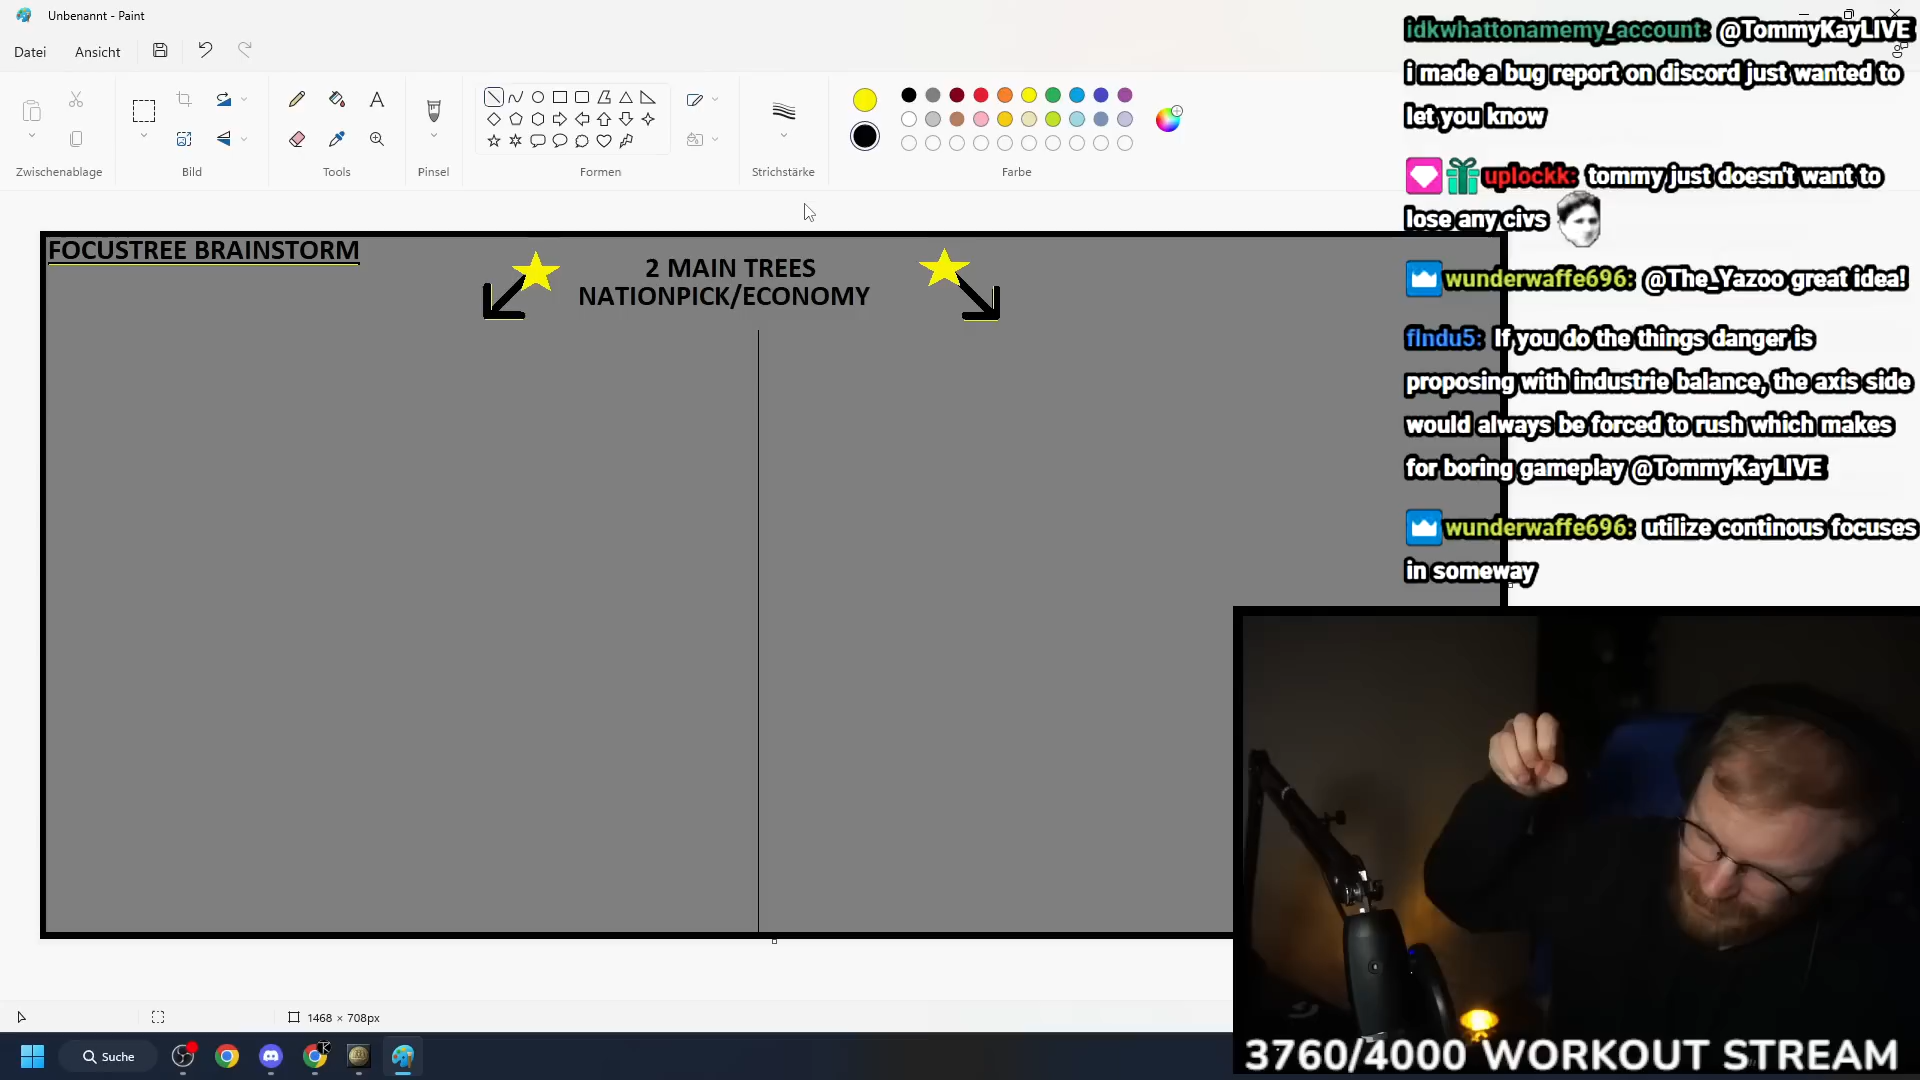 Unbenannt - Paint
Datei
Ansicht
Zwischenablage
Bild
Tools
Pinsel
Formen
Strichstärke
Farbe
FOCUSTREE BRAINSTORM
2 MAIN TREES
NATIONPICK/ECONOMY
idkwhattonamemy_account: @TommyKayLIVE
i made a bug report on discord just wanted to
let you know
uplockk: tommy just doesn't want to
lose any civs
wunderwaffe696: @The_Yazoo great idea!
flndu5: If you do the things danger is
proposing with industrie balance, the axis side
would always be forced to rush which makes
for boring gameplay @TommyKayLIVE
wunderwaffe696: utilize continous focuses
in someway
1468 × 708px
Suche
3760/4000 WORKOUT STREAM